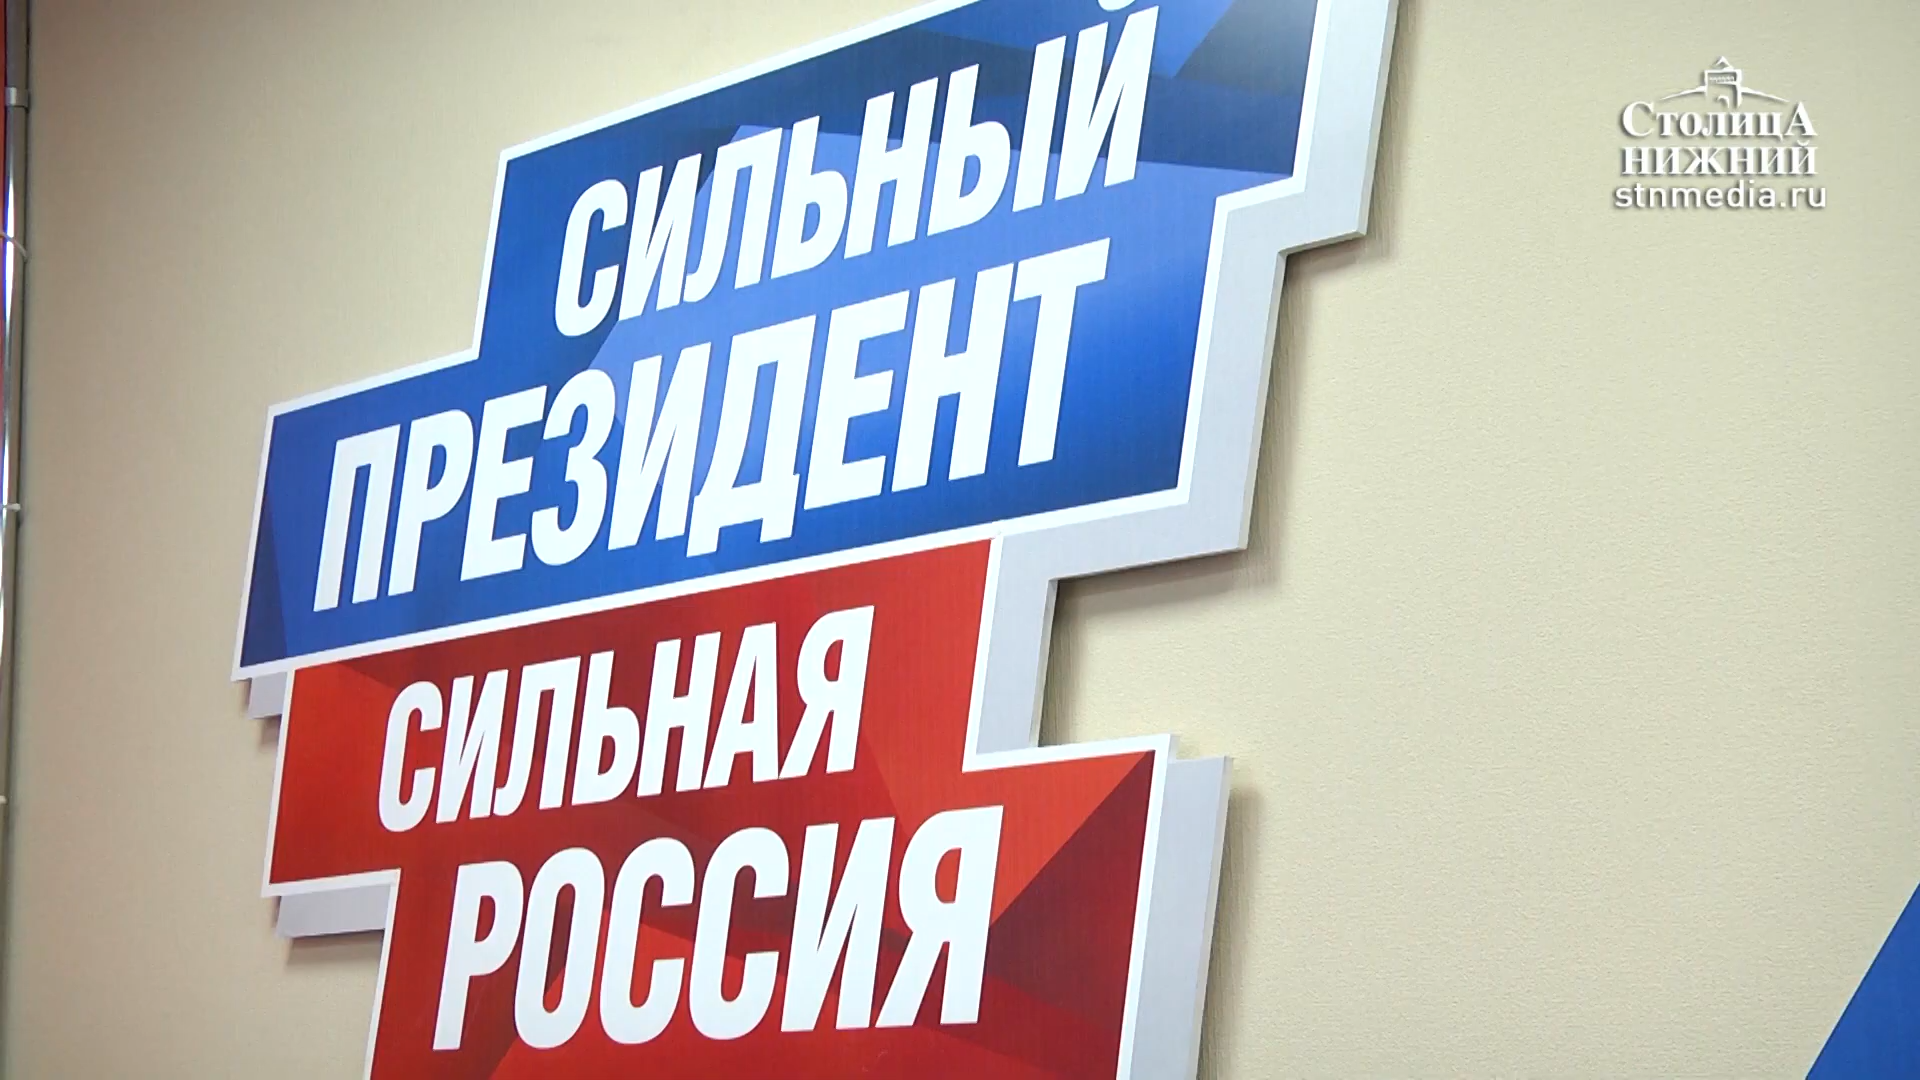 СИЛЬНЫЙ
ПРЕЗИДЕНТ
СИЛЬНАЯ
РОССИЯ
СТОЛИЦА
НИЖНИЙ
stnmedia.ru